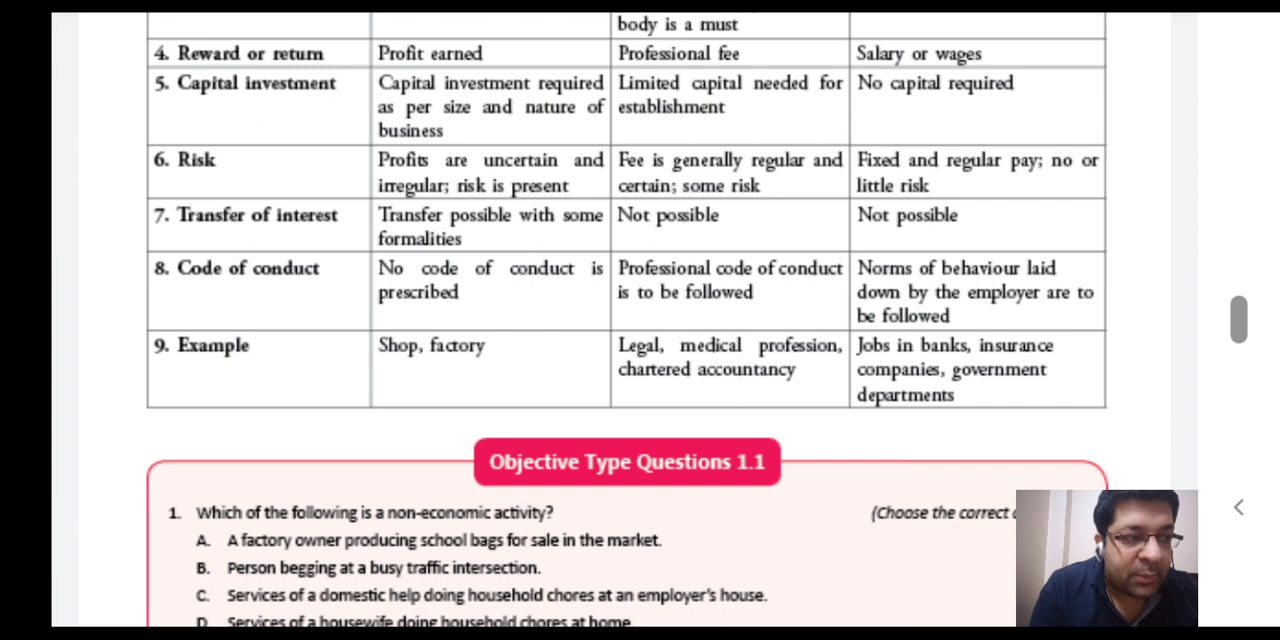 body is a must
4. Reward or return Profit earned Professional fee Salary or wages
5. Capital investment Capital investment required Limited capital needed for No capital required
as per size and nature of establishment
business
6. Risk Profits are uncertain and Fee is generally regular and Fixed and regular pay; no or
irregular; risk is present certain; some risk little risk
7. Transfer of interest Transfer possible with some Not possible Not possible
formalities
8. Code of conduct No code of conduct is Professional code of conduct Norms of behaviour laid
prescribed is to be followed down by the employer are to
be followed
9. Example Shop, factory Legal, medical profession, Jobs in banks, insurance
chartered accountancy companies, government
departments
Objective Type Questions 1.1
1. Which of the following is a non-economic activity? (Choose the correct
A. A factory owner producing school bags for sale in the market.
B. Person begging at a busy traffic intersection.
C. Services of a domestic help doing household chores at an employer's house.
D. Services of a housewife doing household chores at home